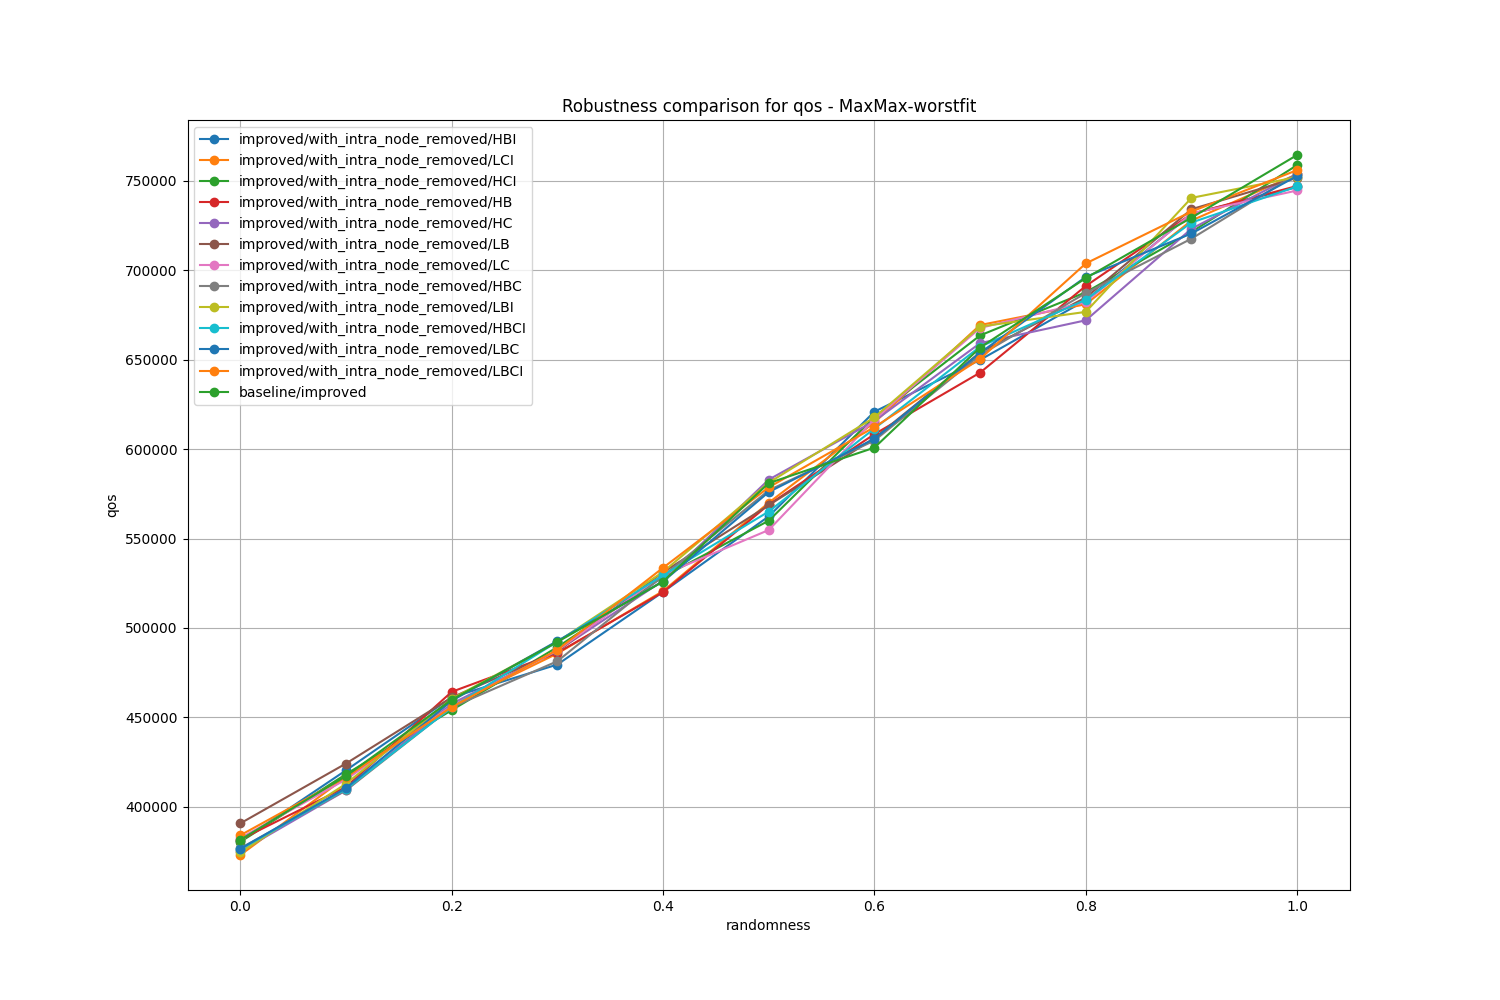 Robustness comparison for qos - MaxMax-worstfit
improved/with_intra_node_removed/HBI
improved/with_intra_node_removed/LCI
improved/with_intra_node_removed/HCI
improved/with_intra_node_removed/HB
improved/with_intra_node_removed/HC
improved/with_intra_node_removed/LB
improved/with_intra_node_removed/LC
improved/with_intra_node_removed/HBC
improved/with_intra_node_removed/LBI
improved/with_intra_node_removed/HBCI
improved/with_intra_node_removed/LBC
improved/with_intra_node_removed/LBCI
baseline/improved
750000
700000
650000
600000
550000
500000
450000
400000
qos
0.0 0.2 0.4 0.6 0.8 1.0
randomness